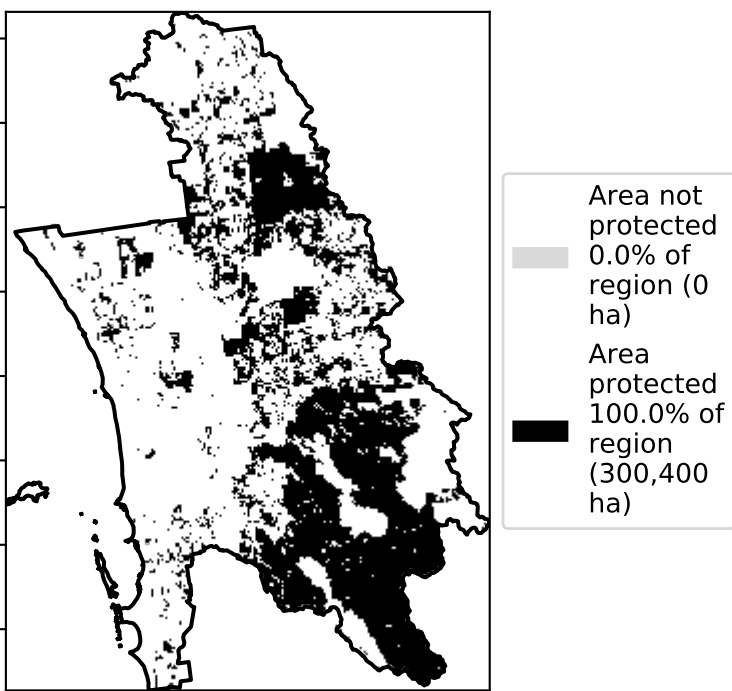 Area not
protected
0.0% of
region (0
ha)
Area
protected
100.0% of
region
(300,400
ha)